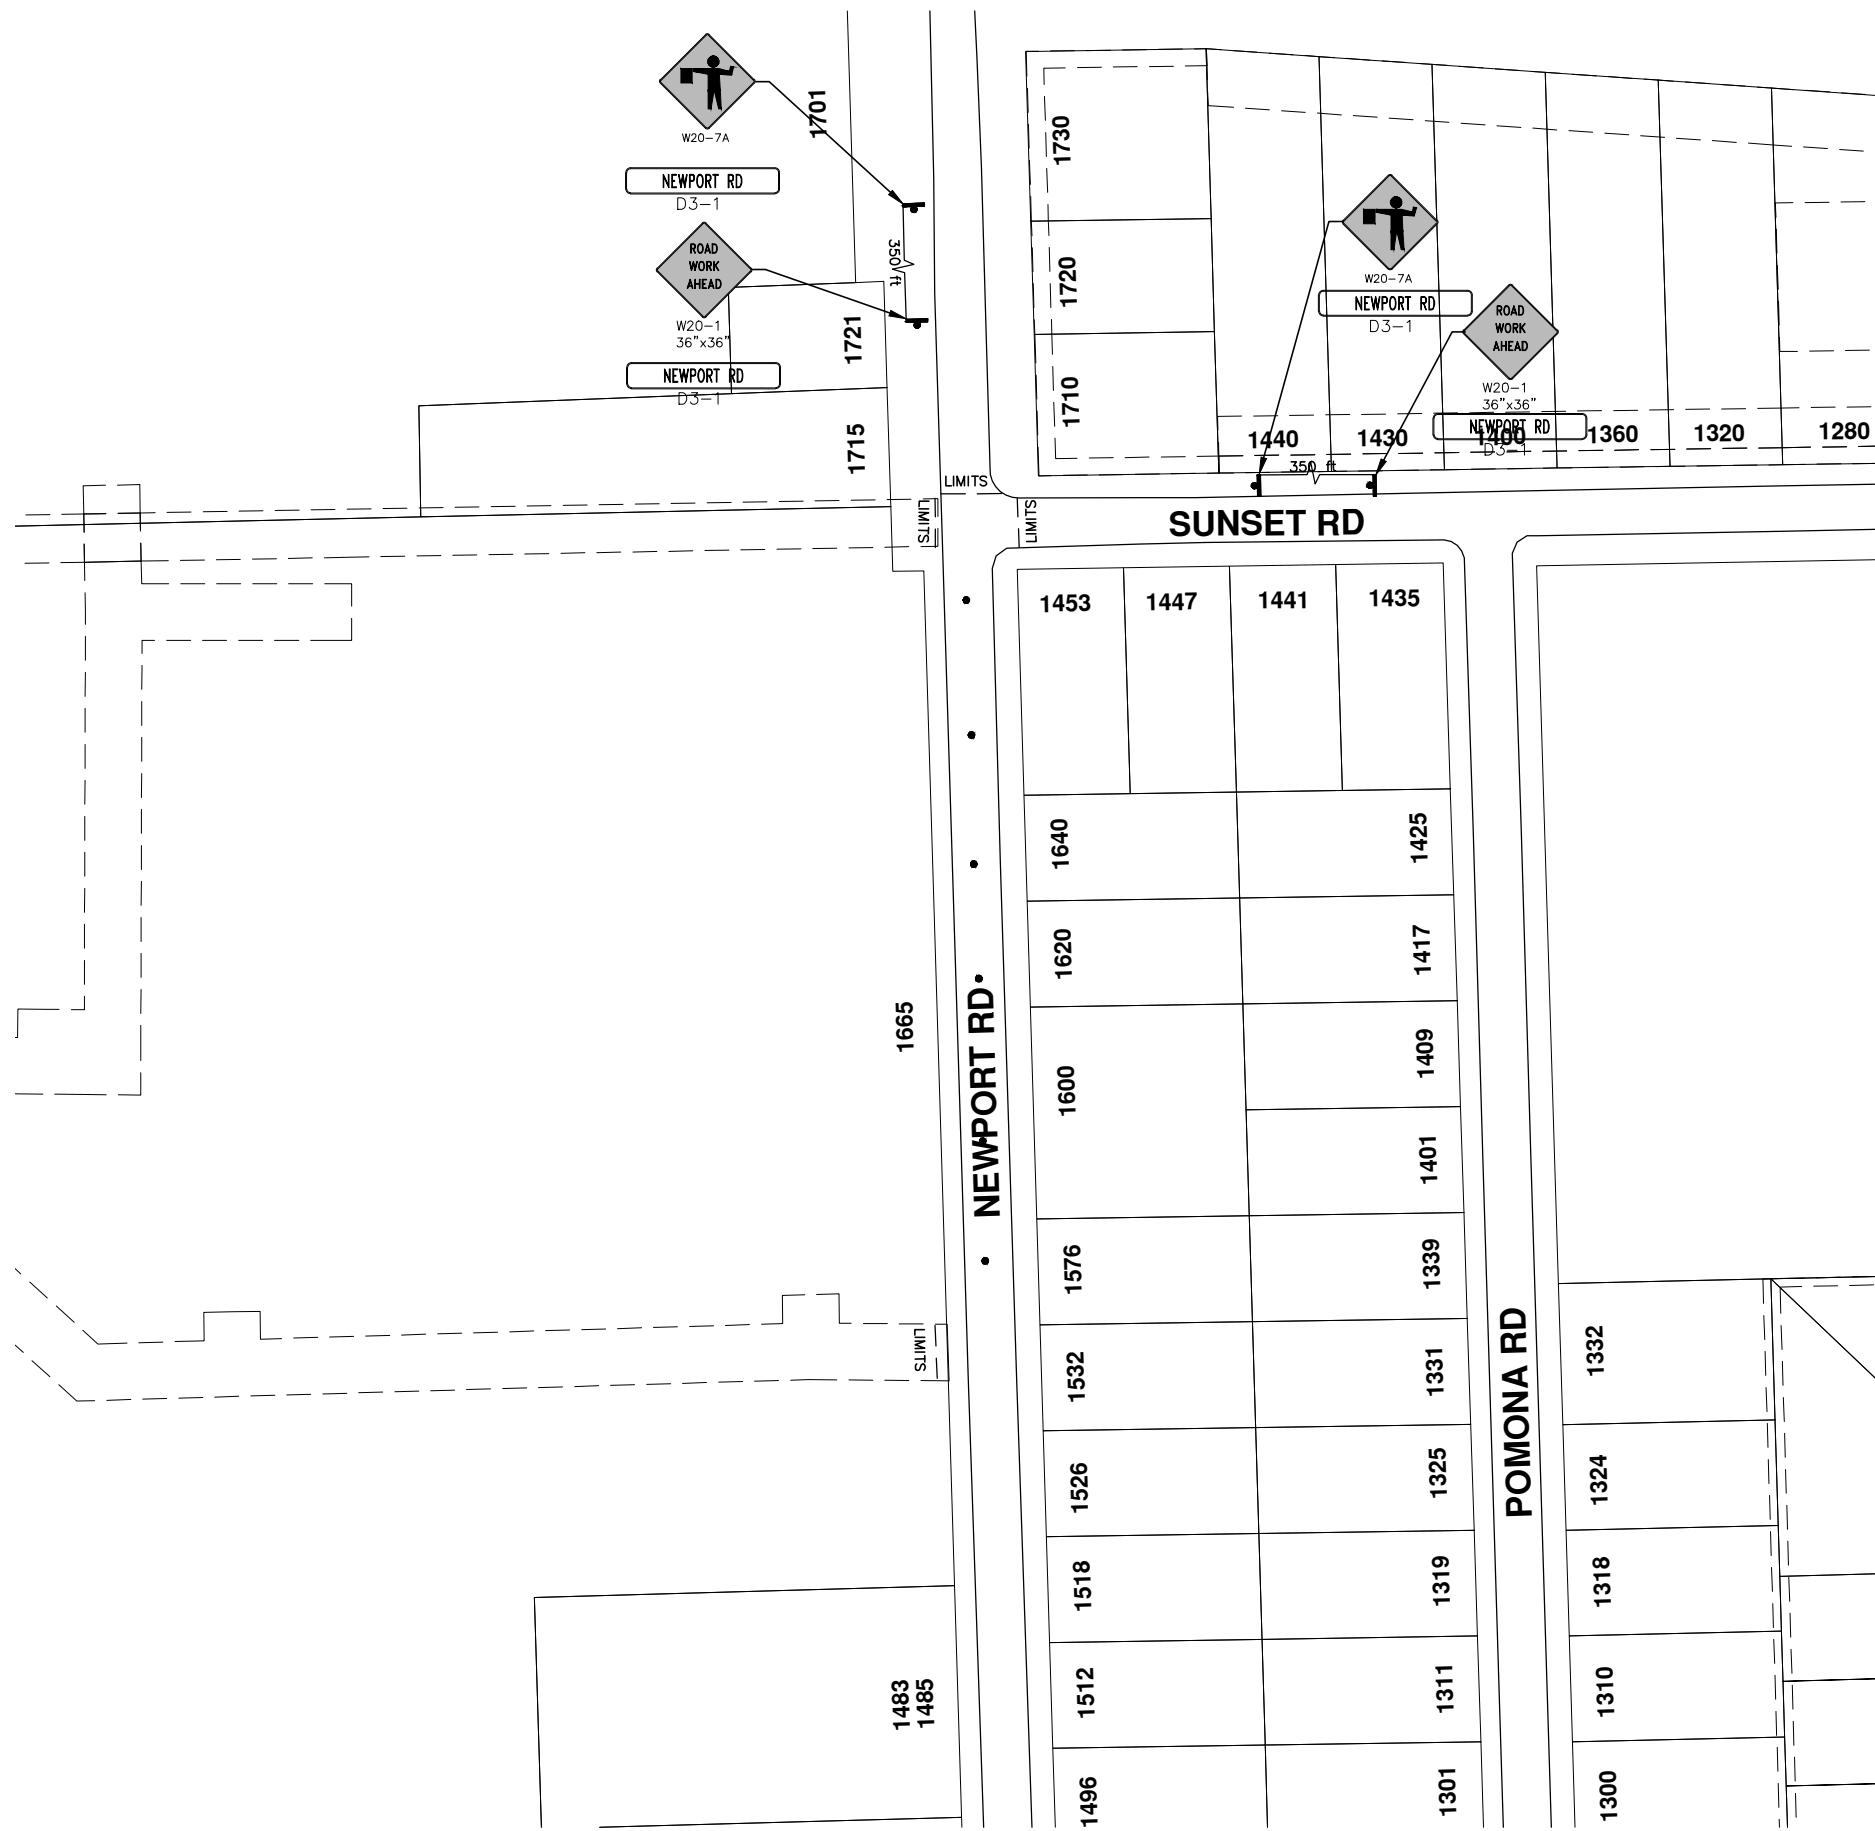 1701
W20-7A
NEWPORT RD
D3-1
ROAD
WORK
AHEAD
W20-1
36"x36"
NEWPORT RD
D3-1
350 ft
1721
1715
1730
1720
1710
W20-7A
NEWPORT RD
D3-1
ROAD
WORK
AHEAD
W20-1
36"x36"
NEWPORT RD
D3-1
1440
1430
1400
1360
1320
1280
350 ft
LIMITS
LIMITS
LIMITS
SUNSET RD
1453
1447
1441
1435
1640
1425
1620
1417
1665
NEWPORT RD
1600
1409
1401
1576
1339
LIMITS
1532
1331
POMONA RD
1332
1526
1325
1324
1518
1319
1318
1483
1485
1512
1311
1310
1496
1301
1300